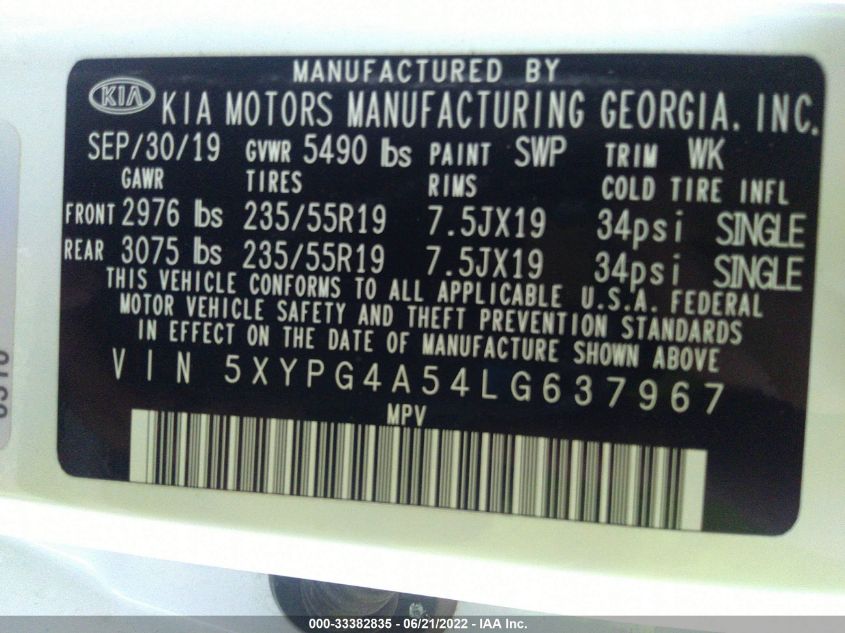 MANUFACTURED BY
KIA KIA MOTORS MANUFACTURING GEORGIA. INC.
SEP/30/19 GVWR 5490 lbs PAINT SWP TRIM WK
GAWR TIRES RIMS COLD TIRE INFL
FRONT 2976 lbs 235/55R19 7.5JX19 34psi SINGLE
REAR 3075 lbs 235/55R19 7.5JX19 34psi SINGLE
THIS VEHICLE CONFORMS TO ALL APPLICABLE U.S.A. FEDERAL
MOTOR VEHICLE SAFETY AND THEFT PREVENTION STANDARDS
IN EFFECT ON THE DATE OF MANUFACTURE SHOWN ABOVE
VIN 5XYPG4A54LG637967
MPV
000-33382835 - 06/21/2022 - IAA Inc.